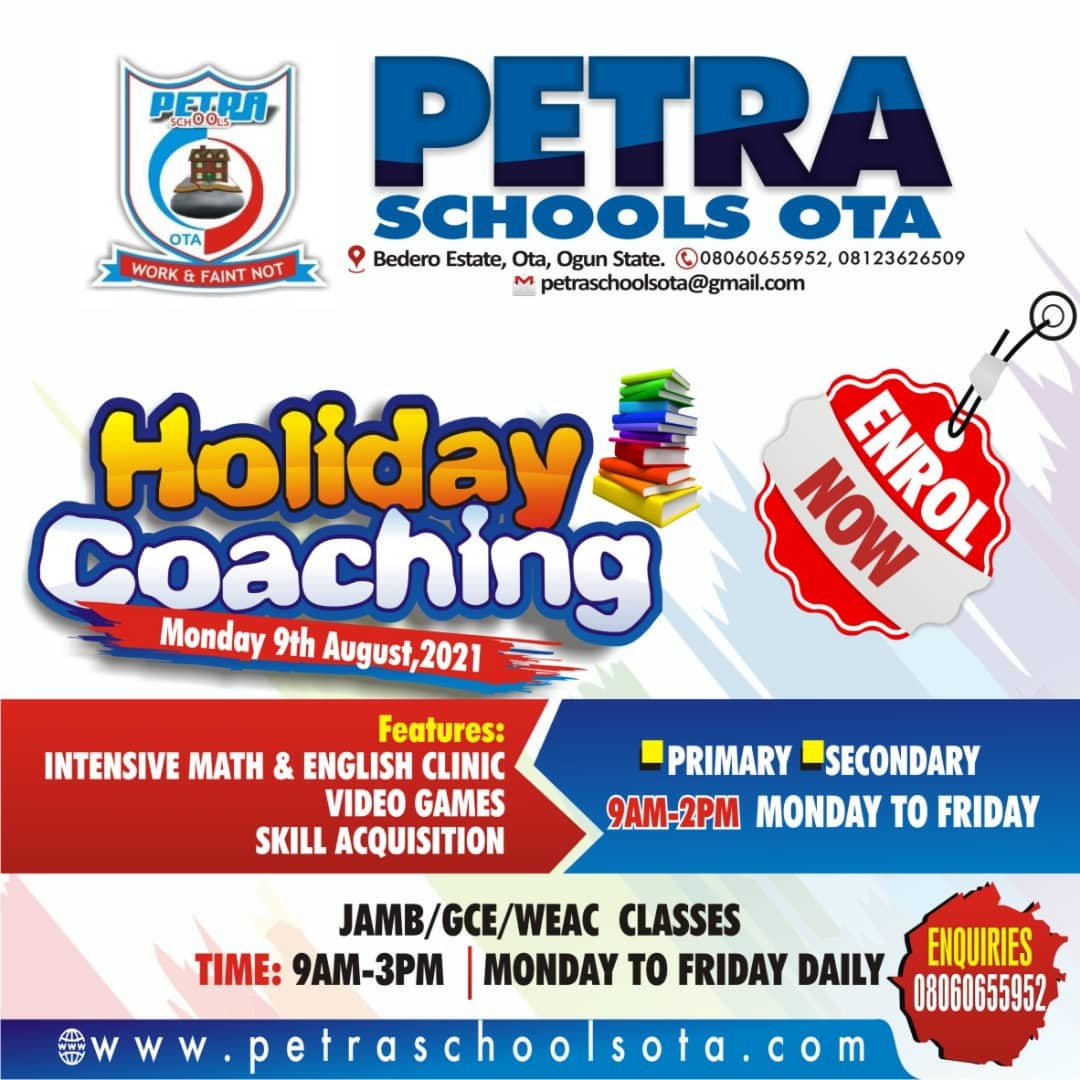 PETRA
SCHOOLS
OTA
WORK & FAINT NOT
PETRA
SCHOOLS OTA
Bedero Estate, Ota, Ogun State. 08060655952, 08123626509
petraschoolsota@gmail.com
Holiday
Coaching
Monday 9th August,2021
ENROL
NOW
Features:
INTENSIVE MATH & ENGLISH CLINIC
VIDEO GAMES
SKILL ACQUISITION
PRIMARY SECONDARY
9AM-2PM MONDAY TO FRIDAY
JAMB/GCE/WEAC CLASSES
TIME: 9AM-3PM | MONDAY TO FRIDAY DAILY
ENQUIRIES
08060655952
www.petraschoolsota.com